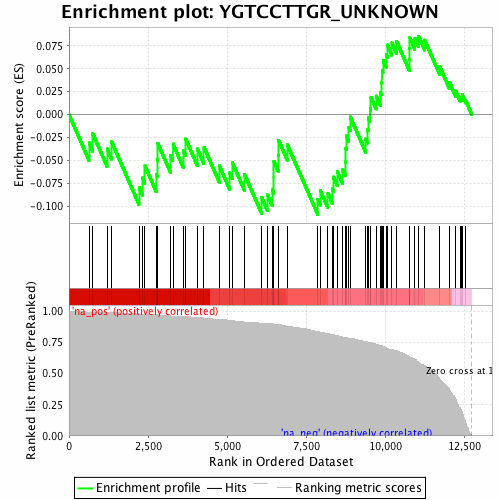 Enrichment plot: YGTCCTTGR_UNKNOWN
Enrichment score (ES)
0.075
0.050
0.025
0.000
-0.025
-0.050
-0.075
-0.100
Ranked list metric (PreRanked)
1.00
0.75
0.50
0.25
0.00
'na_pos' (positively correlated)
Zero cross at 1
'na_neg' (negatively correlated)
0
2,500
5,000
7,500
10,000
12,500
Rank in Ordered Dataset
Enrichment profile
Hits
Ranking metric scores